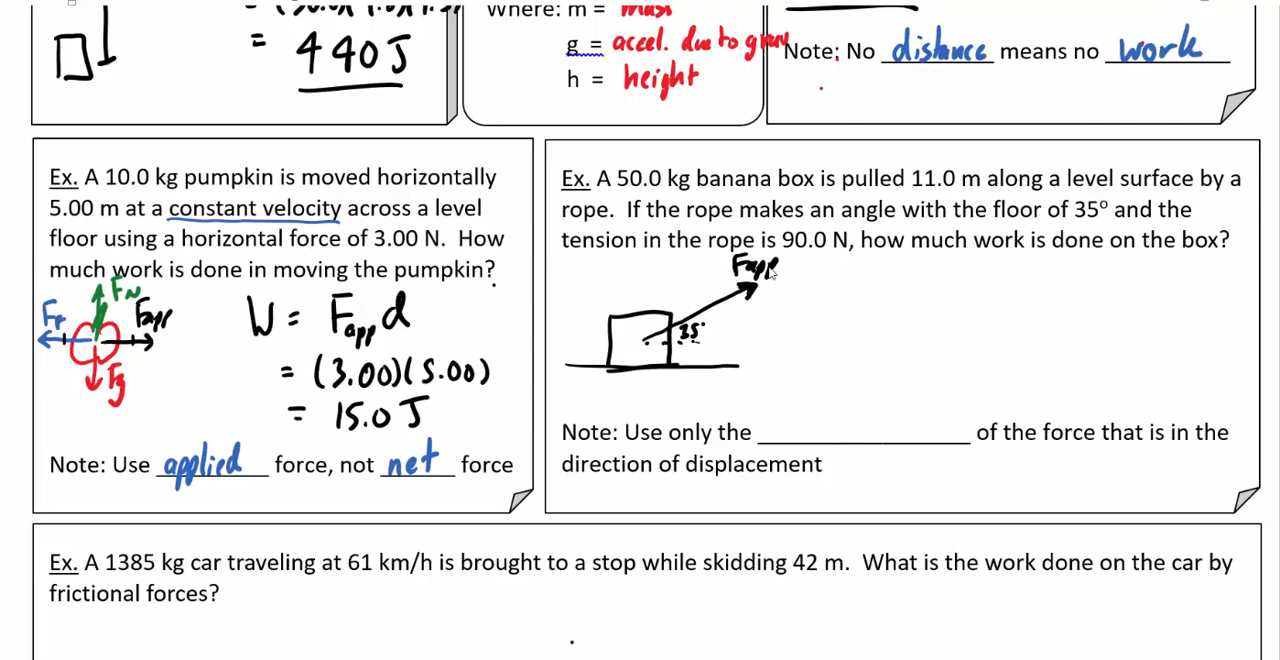 = 440J
Where: m = mass
g = accel. due to grav
h = height
Note: No distance means no work
Ex. A 10.0 kg pumpkin is moved horizontally
5.00 m at a constant velocity across a level
floor using a horizontal force of 3.00 N. How
much work is done in moving the pumpkin?
FN
Ff
Fapp
Fg
W = Fapp d
= (3.00)(5.00)
= 15.0 J
Note: Use applied force, not net force
Ex. A 50.0 kg banana box is pulled 11.0 m along a level surface by a
rope. If the rope makes an angle with the floor of 35° and the
tension in the rope is 90.0 N, how much work is done on the box?
Fapp
35°
Note: Use only the _______________ of the force that is in the
direction of displacement
Ex. A 1385 kg car traveling at 61 km/h is brought to a stop while skidding 42 m. What is the work done on the car by
frictional forces?